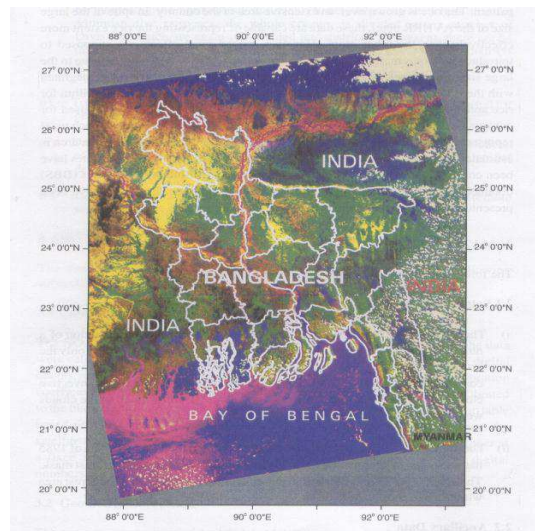 88° 0'0"E 90° 0'0"E 92° 0'0"E
27° 0'0"N 27° 0'0"N
26° 0'0"N 26° 0'0"N
INDIA
25° 0'0"N 25° 0'0"N
24° 0'0"N 24° 0'0"N
BANGLADESH
INDIA
23° 0'0"N 23° 0'0"N
INDIA
22° 0'0"N 22° 0'0"N
BAY OF BENGAL
21° 0'0"N 21° 0'0"N
MYANMAR
20° 0'0"N 20° 0'0"N
88° 0'0"E 90° 0'0"E 92° 0'0"E